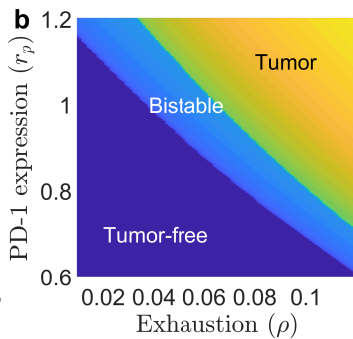 b
1.2
Tumor
PD-1 expression (r_p)
1
Bistable
0.8
Tumor-free
0.6
0.02 0.04 0.06 0.08 0.1
Exhaustion (ρ)